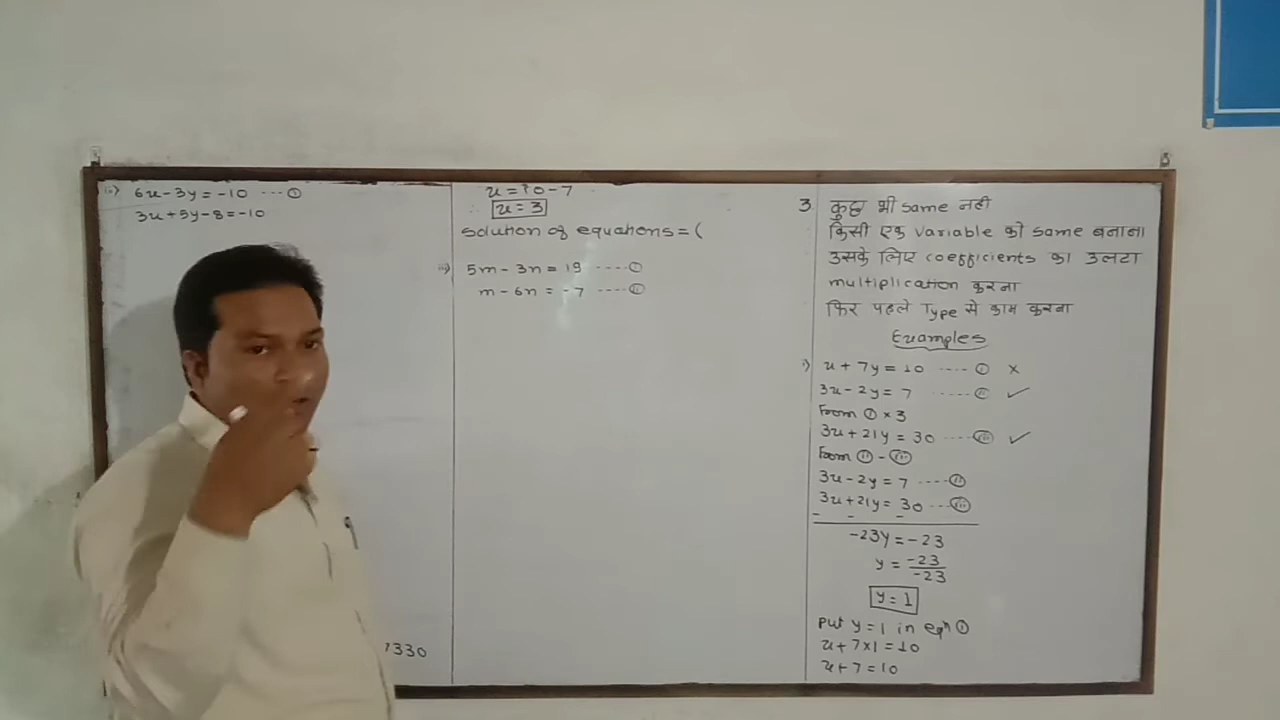 ii) 6x-3y=-10 ---- ①
3x+5y-8=-10
7330
x=10-7
∴ x=3
solution of equations = (
iii) 5m-3n=19 ---- ①
m-6n=-7 ---- ②
3 कुछ भी same नही
किसी एक variable को same बनाना
उसके लिए coefficients का उलटा
multiplication करना
फिर पहले Type से काम करना
Examples
i) x+7y=10 ---- ① ×
3x-2y=7 ---- ② ✓
From ①×3
3x+21y=30 ---- ③ ✓
From ②-③
3x-2y=7 ---- ②
3x+21y=30 ---- ③
- - -
-23y=-23
y=-23/-23
y=1
Put y=1 in eqn ①
x+7×1=10
x+7=10